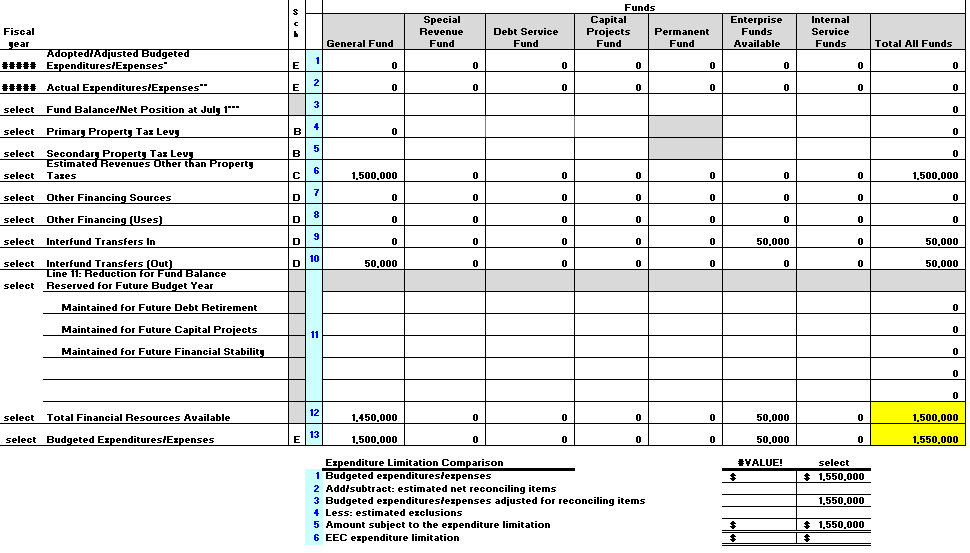 Funds
Fiscal year S c h General Fund Special Revenue Fund Debt Service Fund Capital Projects Fund Permanent Fund Enterprise Funds Available Internal Service Funds Total All Funds
##### Adopted/Adjusted Budgeted Expenditures/Expenses* E 1 0 0 0 0 0 0 0 0
##### Actual Expenditures/Expenses** E 2 0 0 0 0 0 0 0 0
select Fund Balance/Net Position at July 1*** 3 0
select Primary Property Tax Levy B 4 0 0
select Secondary Property Tax Levy B 5 0
select Estimated Revenues Other than Property Taxes C 6 1,500,000 0 0 0 0 0 0 1,500,000
select Other Financing Sources D 7 0 0 0 0 0 0 0 0
select Other Financing (Uses) D 8 0 0 0 0 0 0 0 0
select Interfund Transfers In D 9 0 0 0 0 0 50,000 0 50,000
select Interfund Transfers (Out) D 10 50,000 0 0 0 0 0 0 50,000
select Line 11: Reduction for Fund Balance Reserved for Future Budget Year
Maintained for Future Debt Retirement 0
Maintained for Future Capital Projects 11 0
Maintained for Future Financial Stability 0
0
0
select Total Financial Resources Available 12 1,450,000 0 0 0 0 50,000 0 1,500,000
select Budgeted Expenditures/Expenses E 13 1,500,000 0 0 0 0 50,000 0 1,550,000
Expenditure Limitation Comparison #VALUE! select
1 Budgeted expenditures/expenses $ $ 1,550,000
2 Add/subtract: estimated net reconciling items
3 Budgeted expenditures/expenses adjusted for reconciling items 1,550,000
4 Less: estimated exclusions
5 Amount subject to the expenditure limitation $ $ 1,550,000
6 EEC expenditure limitation $ $